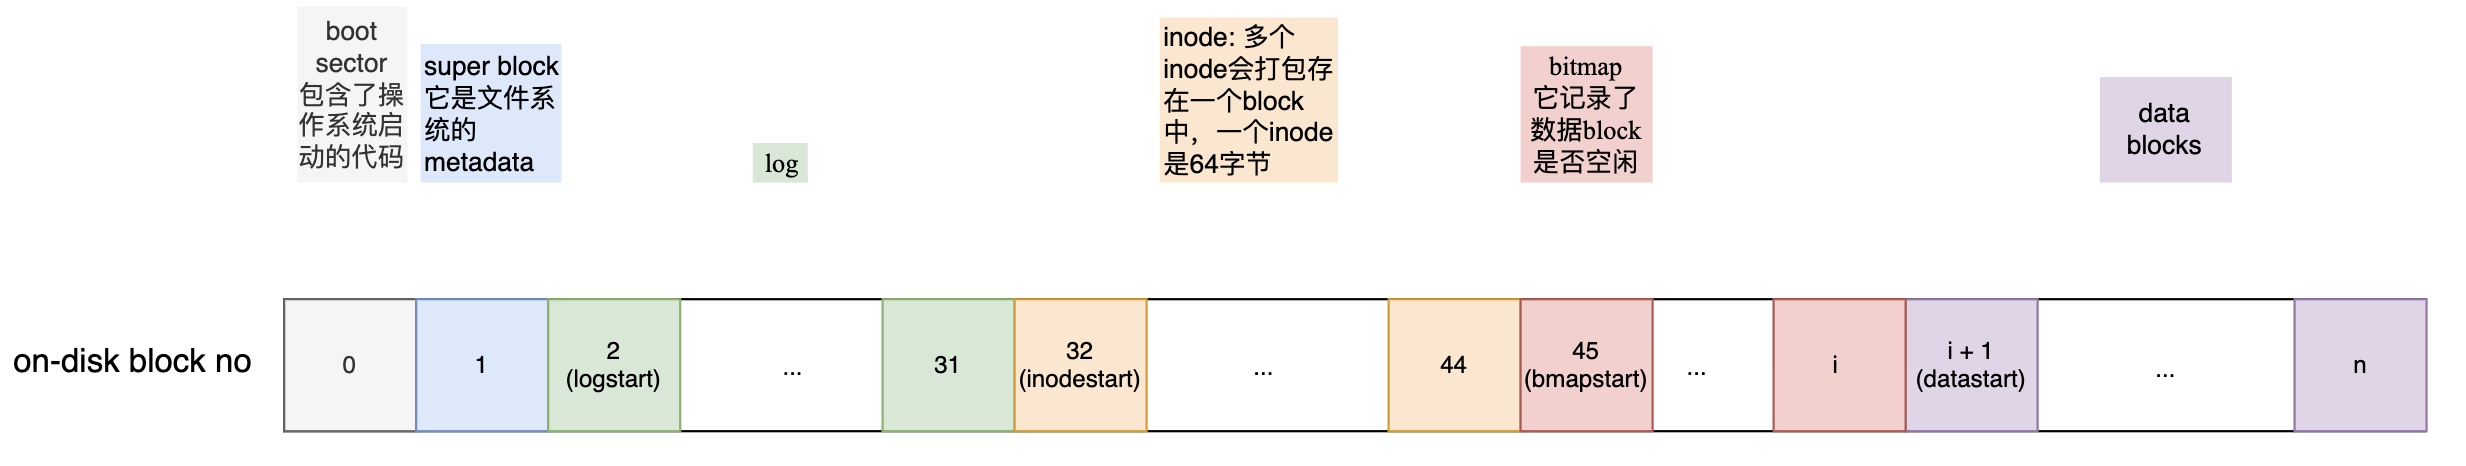 boot
sector
包含了操
作系统启
动的代码
super block
它是文件系
统的
metadata
log
inode: 多个
inode会打包存
在一个block
中，一个inode
是64字节
bitmap
它记录了
数据block
是否空闲
data
blocks
on-disk block no
0
1
2
(logstart)
...
31
32
(inodestart)
...
44
45
(bmapstart)
...
i
i + 1
(datastart)
...
n